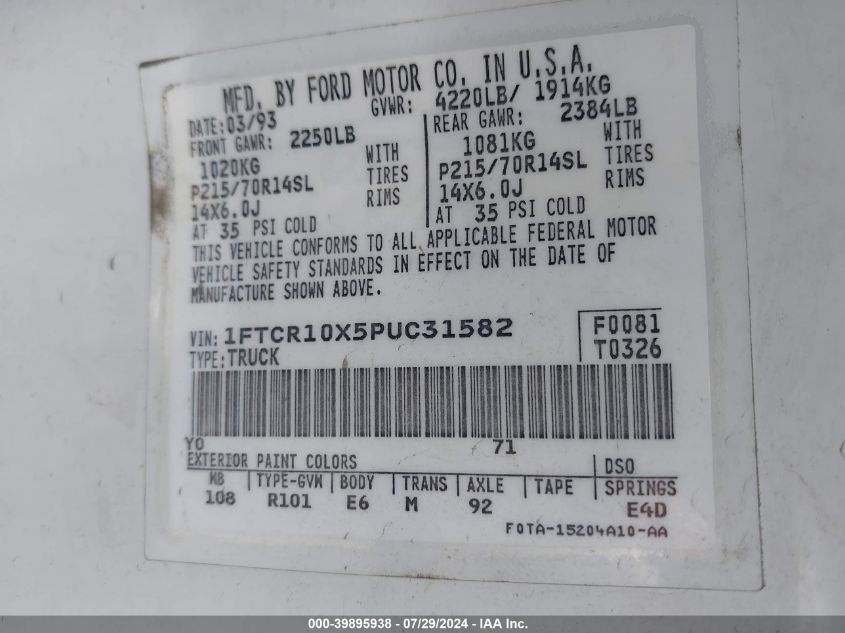 MFD. BY FORD MOTOR CO. IN U.S.A.
DATE: 03/93 GVWR: 4220LB/ 1914KG
FRONT GAWR: 2250LB REAR GAWR: 2384LB
1020KG WITH 1081KG WITH
P215/70R14SL TIRES P215/70R14SL TIRES
14X6.0J RIMS 14X6.0J RIMS
AT 35 PSI COLD AT 35 PSI COLD
THIS VEHICLE CONFORMS TO ALL APPLICABLE FEDERAL MOTOR
VEHICLE SAFETY STANDARDS IN EFFECT ON THE DATE OF
MANUFACTURE SHOWN ABOVE.
VIN: 1FTCR10X5PUC31582 F0081
TYPE: TRUCK T0326
YO 71
EXTERIOR PAINT COLORS DSO
WB TYPE-GVW BODY TRANS AXLE TAPE SPRINGS
108 R101 E6 M 92 E4D
F0TA-15204A10-AA
000-39895938 - 07/29/2024 - IAA Inc.